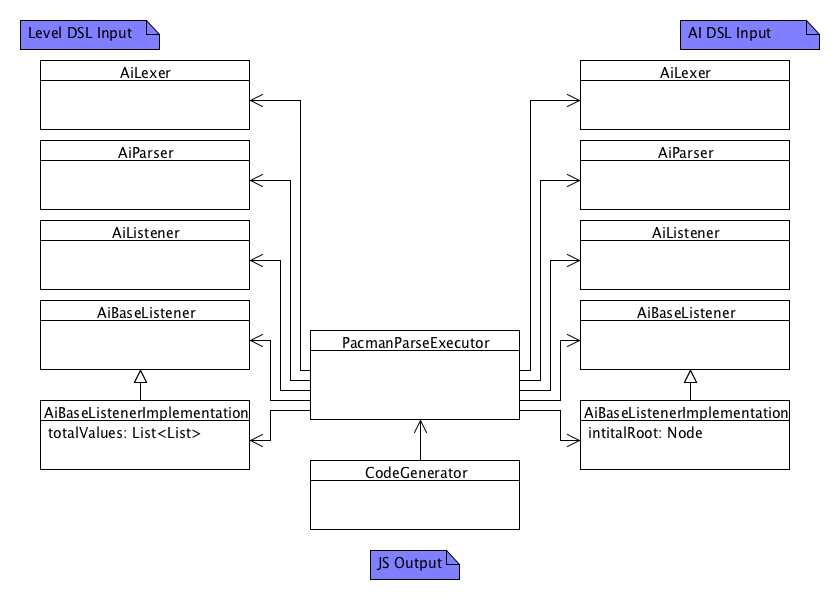 Level DSL Input
AI DSL Input
AiLexer
AiLexer
AiParser
AiParser
AiListener
AiListener
AiBaseListener
AiBaseListener
PacmanParseExecutor
AiBaseListenerImplementation
totalValues: List<List>
AiBaseListenerImplementation
intitalRoot: Node
CodeGenerator
JS Output